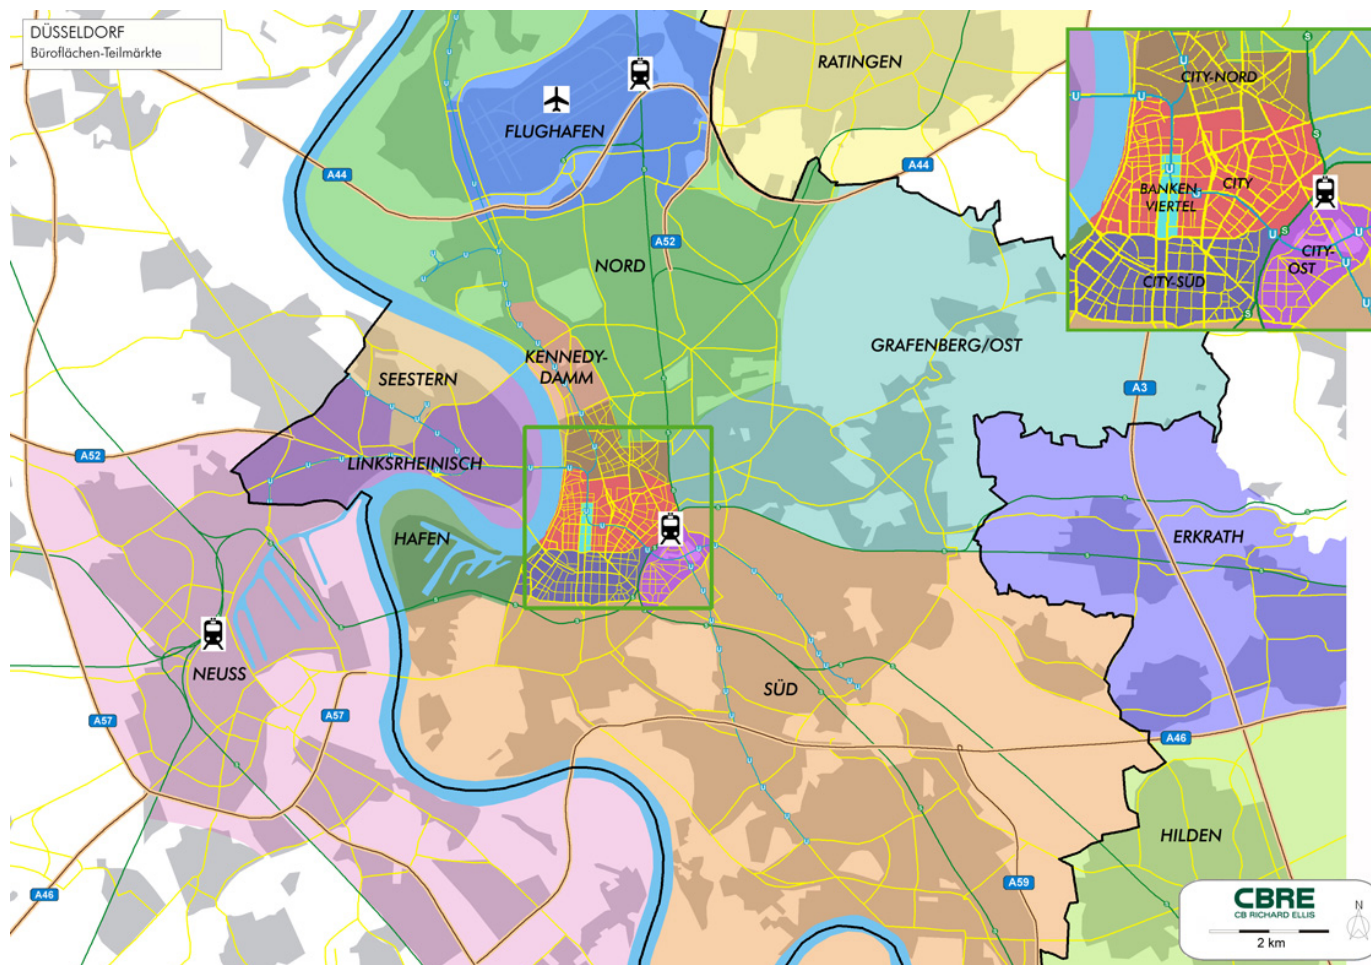 DÜSSELDORF
Büroflächen-Teilmärkte
RATINGEN
FLUGHAFEN
A44
A44
A52
NORD
CITY-NORD
U
U
S
S
U
BANKEN-
VIERTEL
CITY
U
U
S
U
U
CITY-
OST
CITY-SÜD
S
KENNEDY-
DAMM
GRAFENBERG/OST
SEESTERN
A3
A52
LINKSRHEINISCH
HAFEN
ERKRATH
NEUSS
SÜD
A57
A57
A46
HILDEN
A59
A46
CBRE
CB RICHARD ELLIS
N
2 km